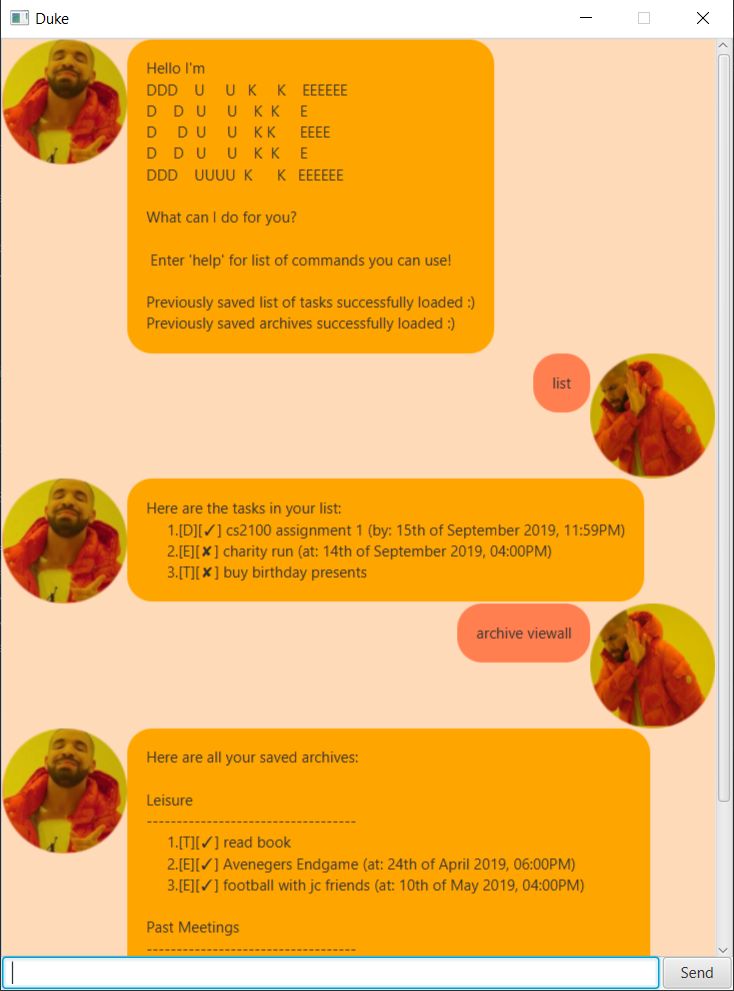 Duke
Hello I'm
DDD    U     U   K     K    EEEEEE
D    D   U     U    K  K     E
D     D  U     U    K K      EEEE
D    D   U     U    K  K     E
DDD    UUUU  K      K   EEEEEE
What can I do for you?
Enter 'help' for list of commands you can use!
Previously saved list of tasks successfully loaded :)
Previously saved archives successfully loaded :)
list
Here are the tasks in your list:
1.[D][✓] cs2100 assignment 1 (by: 15th of September 2019, 11:59PM)
2.[E][✘] charity run (at: 14th of September 2019, 04:00PM)
3.[T][✘] buy birthday presents
archive viewall
Here are all your saved archives:
Leisure
-----------------------------------
1.[T][✓] read book
2.[E][✓] Avenegers Endgame (at: 24th of April 2019, 06:00PM)
3.[E][✓] football with jc friends (at: 10th of May 2019, 04:00PM)
Past Meetings
-----------------------------------
Send